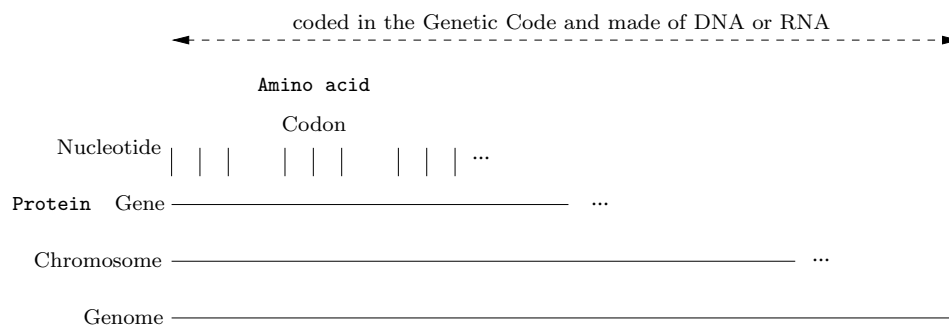 coded in the Genetic Code and made of DNA or RNA
Amino acid
Codon
Nucleotide ...
Protein Gene ...
Chromosome ...
Genome